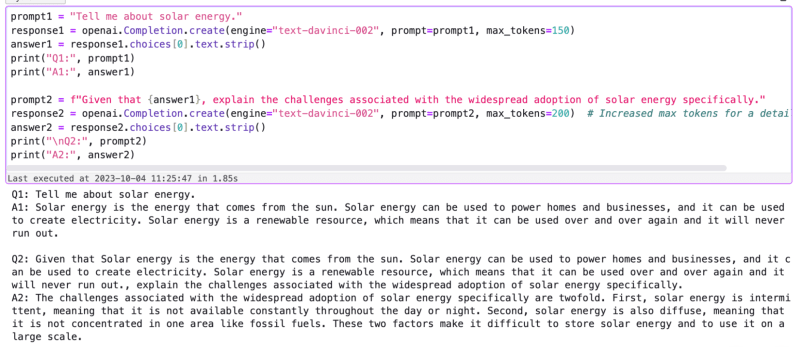 prompt1 = "Tell me about solar energy."
response1 = openai.Completion.create(engine="text-davinci-002", prompt=prompt1, max_tokens=150)
answer1 = response1.choices[0].text.strip()
print("Q1:", prompt1)
print("A1:", answer1)
prompt2 = f"Given that {answer1}, explain the challenges associated with the widespread adoption of solar energy specifically."
response2 = openai.Completion.create(engine="text-davinci-002", prompt=prompt2, max_tokens=200)  # Increased max tokens for a detai
answer2 = response2.choices[0].text.strip()
print("\nQ2:", prompt2)
print("A2:", answer2)
Last executed at 2023-10-04 11:25:47 in 1.85s
Q1: Tell me about solar energy.
A1: Solar energy is the energy that comes from the sun. Solar energy can be used to power homes and businesses, and it can be used
to create electricity. Solar energy is a renewable resource, which means that it can be used over and over again and it will never
run out.
Q2: Given that Solar energy is the energy that comes from the sun. Solar energy can be used to power homes and businesses, and it c
an be used to create electricity. Solar energy is a renewable resource, which means that it can be used over and over again and it
will never run out., explain the challenges associated with the widespread adoption of solar energy specifically.
A2: The challenges associated with the widespread adoption of solar energy specifically are twofold. First, solar energy is intermi
ttent, meaning that it is not available constantly throughout the day or night. Second, solar energy is also diffuse, meaning that
it is not concentrated in one area like fossil fuels. These two factors make it difficult to store solar energy and to use it on a
large scale.